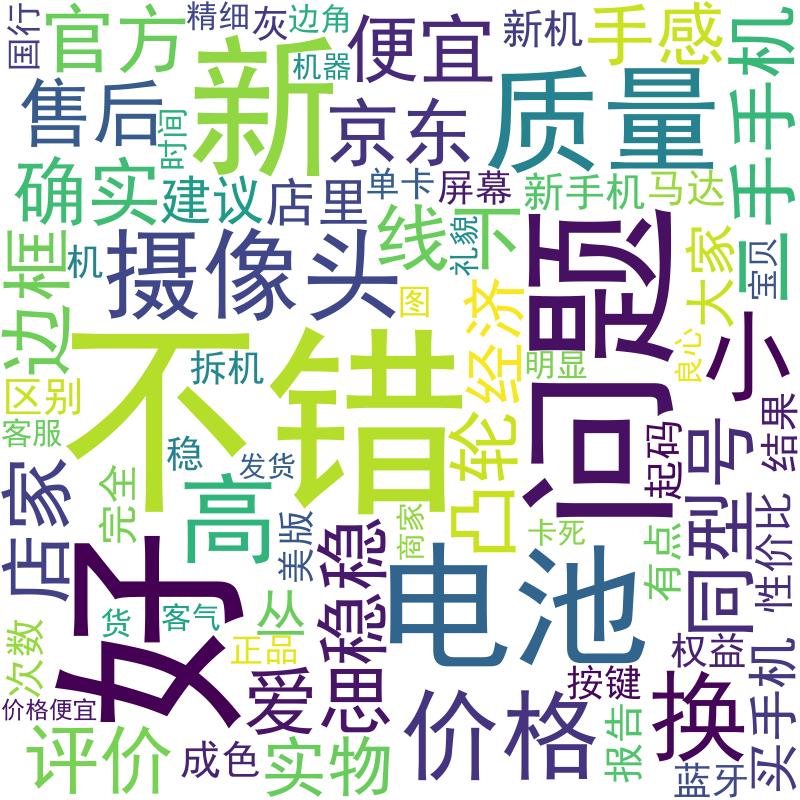 国行
官方
精细
灰
边角
新机
手感
二手手机
新
便宜
机器
售后
时间
京东
质量
确实
建议
店里
单卡
屏幕
新手机
马达
边框
机
摄像头
线下
礼貌
问题
大家
宝贝
一
图
经济
明显
良心
小
不错
拆机
区别
客服
稳
发货
凸轮
起码
同型号
结果
店家
完全
高
美版
稳稳
商家
卡死
有点
性价比
好
电池
货
客气
丛
正品
次数
爱思
权益
价格便宜
评价
成色
实物
价格
按键
换
报告
买手机
蓝牙